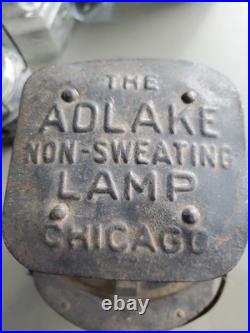 THE
ADLAKE
NON-SWEATING
LAMP
CHICAGO